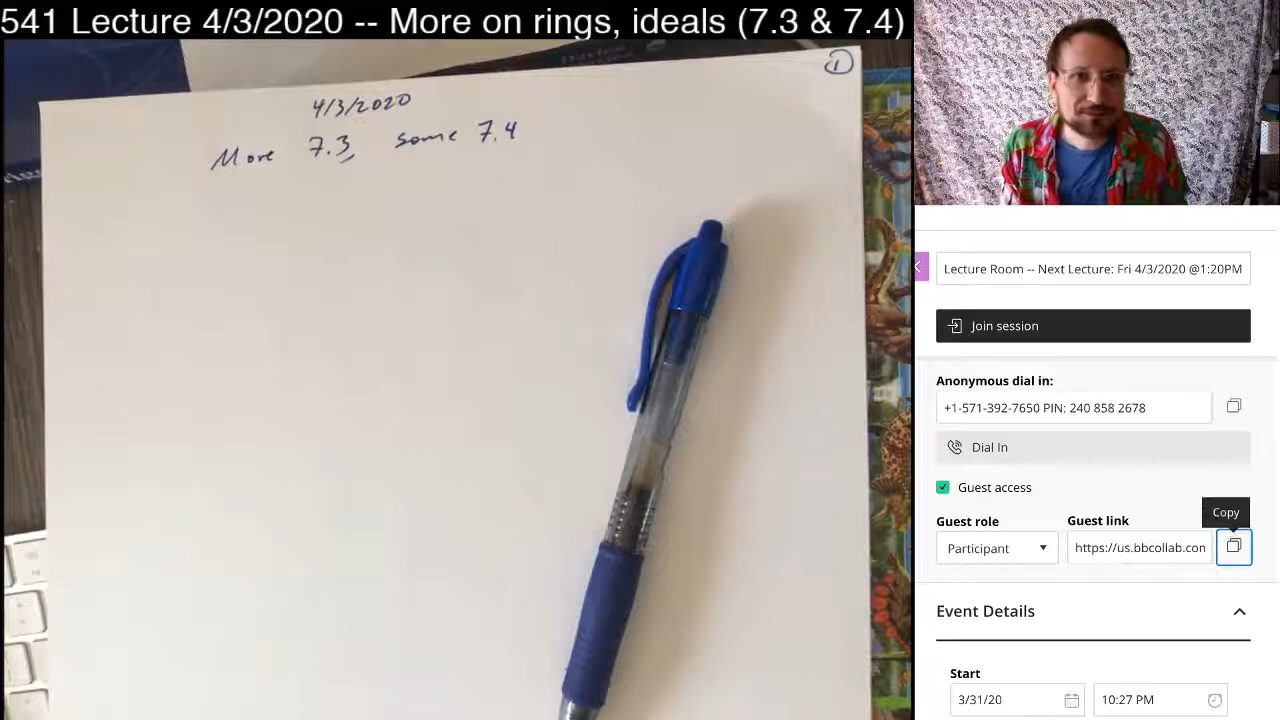 541 Lecture 4/3/2020 -- More on rings, ideals (7.3 & 7.4)
1
4/3/2020
More 7.3, some 7.4
Lecture Room -- Next Lecture: Fri 4/3/2020 @1:20PM
Join session
Anonymous dial in:
+1-571-392-7650 PIN: 240 858 2678
Dial In
Guest access
Copy
Guest role
Guest link
Participant
https://us.bbcollab.con
Event Details
Start
3/31/20
10:27 PM